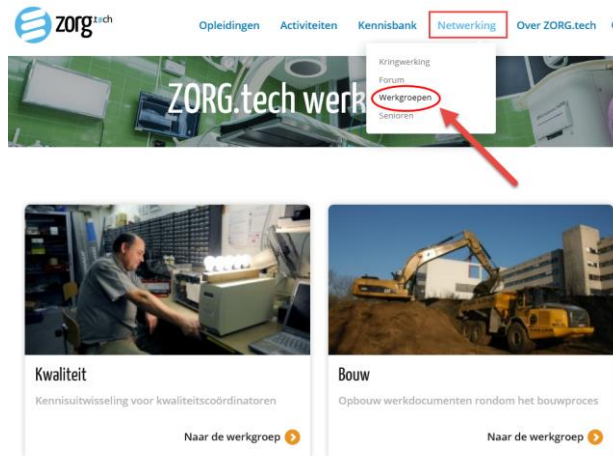 zorg.tech
Opleidingen Activiteiten Kennisbank Netwerking Over ZORG.tech
Kringwerking
Forum
Werkgroepen
Senioren
ZORG.tech werk
Kwaliteit
Kennisuitwisseling voor kwaliteitscoördinatoren
Naar de werkgroep
Bouw
Opbouw werkdocumenten rondom het bouwproces
Naar de werkgroep